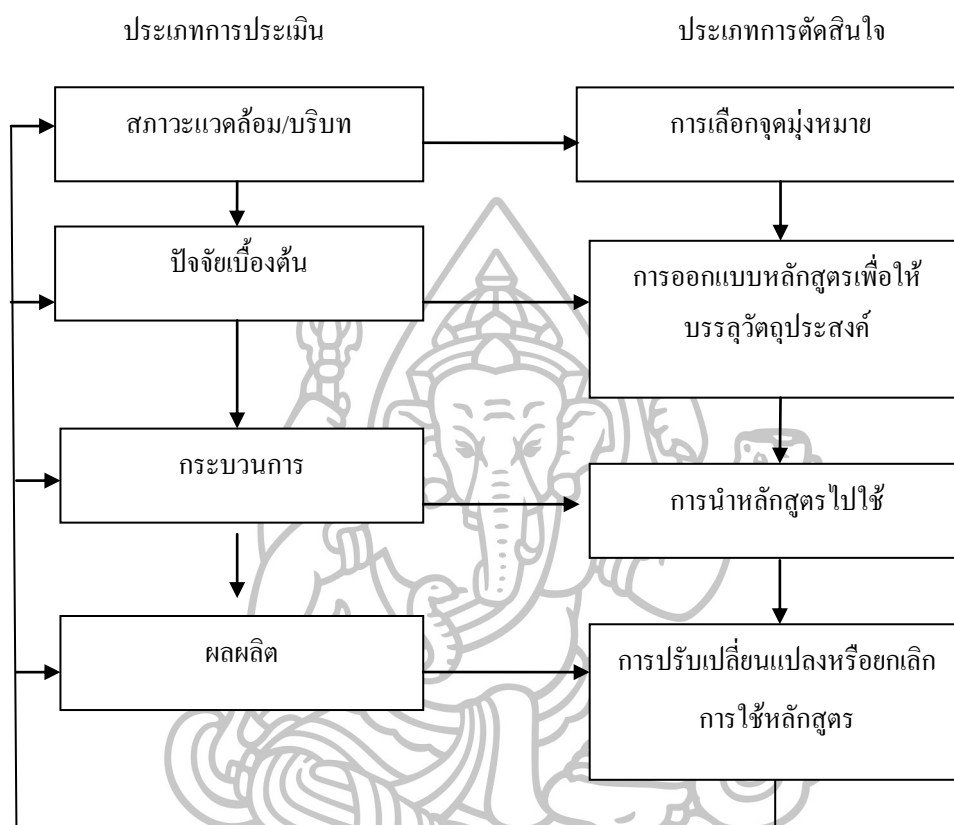 ประเภทการประเมิน
ประเภทการตัดสินใจ
สภาวะแวดล้อม/บริบท
การเลือกจุดมุ่งหมาย
ปัจจัยเบื้องต้น
การออกแบบหลักสูตรเพื่อให้
บรรลุวัตถุประสงค์
กระบวนการ
การนำหลักสูตรไปใช้
ผลผลิต
การปรับเปลี่ยนแปลงหรือยกเลิก
การใช้หลักสูตร